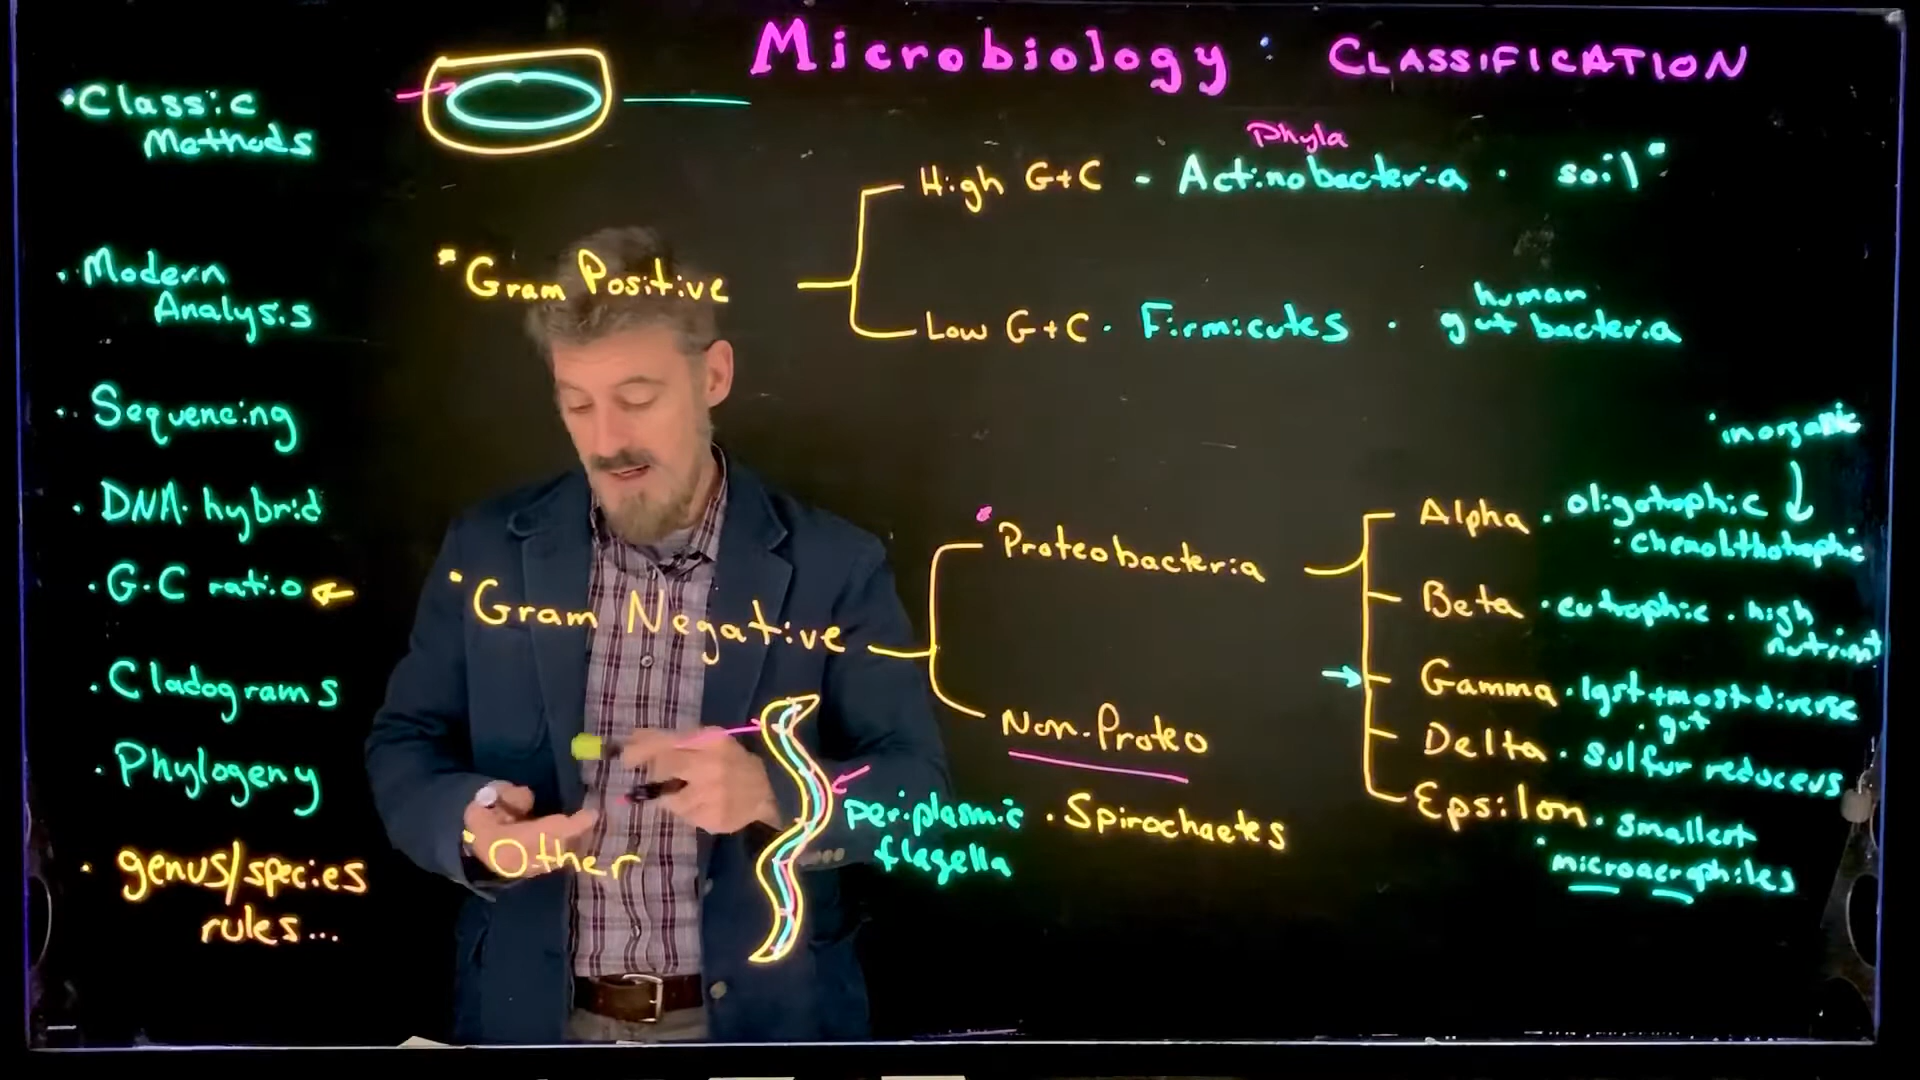 Microbiology : CLASSIFICATION
• Classic
Methods
• Modern
Analysis
• Sequencing
• DNA • hybrid
• G-C ratio ←
• Cladograms
• Phylogeny
• genus/species
rules...
• Gram Positive
High G+C - Actinobacteria • soil
Phyla
Low G+C • Firmicutes • human
gut bacteria
• Gram Negative
Proteobacteria
Alpha • oligotrophic
• inorganic
↓
• chemolithotrophic
Beta • eutrophic • high
nutrient
→ Gamma • lgst + most diverse
• gut
Delta • sulfur reducers
Epsilon • smallest
• microaerophiles
Non-Proteo
• Spirochaetes
periplasmic
flagella
• Other